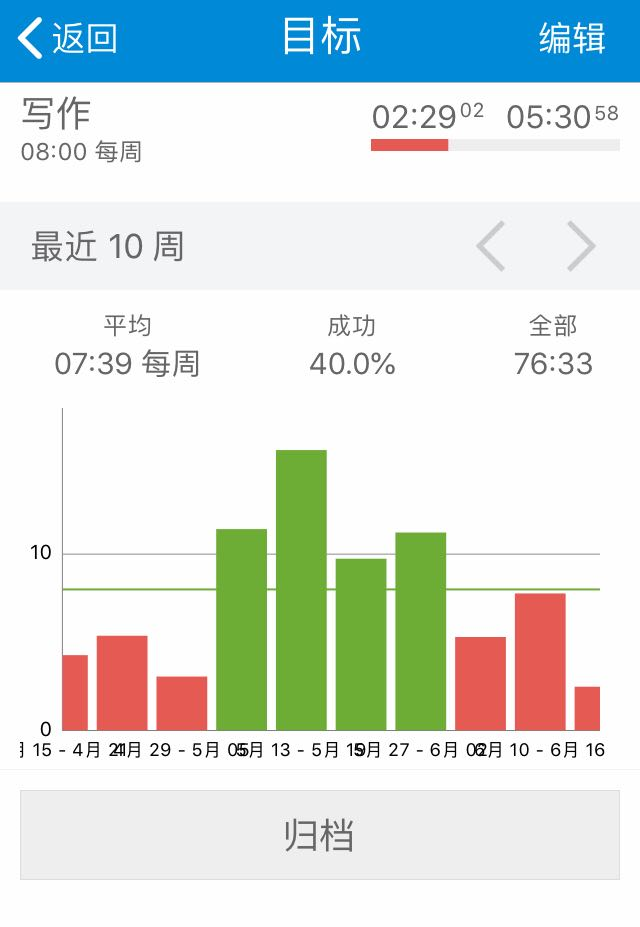 返回 目标 编辑
写作 02:29 02 05:30 58
08:00 每周
最近 10 周
平均 成功 全部
07:39 每周 40.0% 76:33
10
0
15 - 4月 21 4月 29 - 5月 05 5月 13 - 5月 19 5月 27 - 6月 02 6月 10 - 6月 16
归档